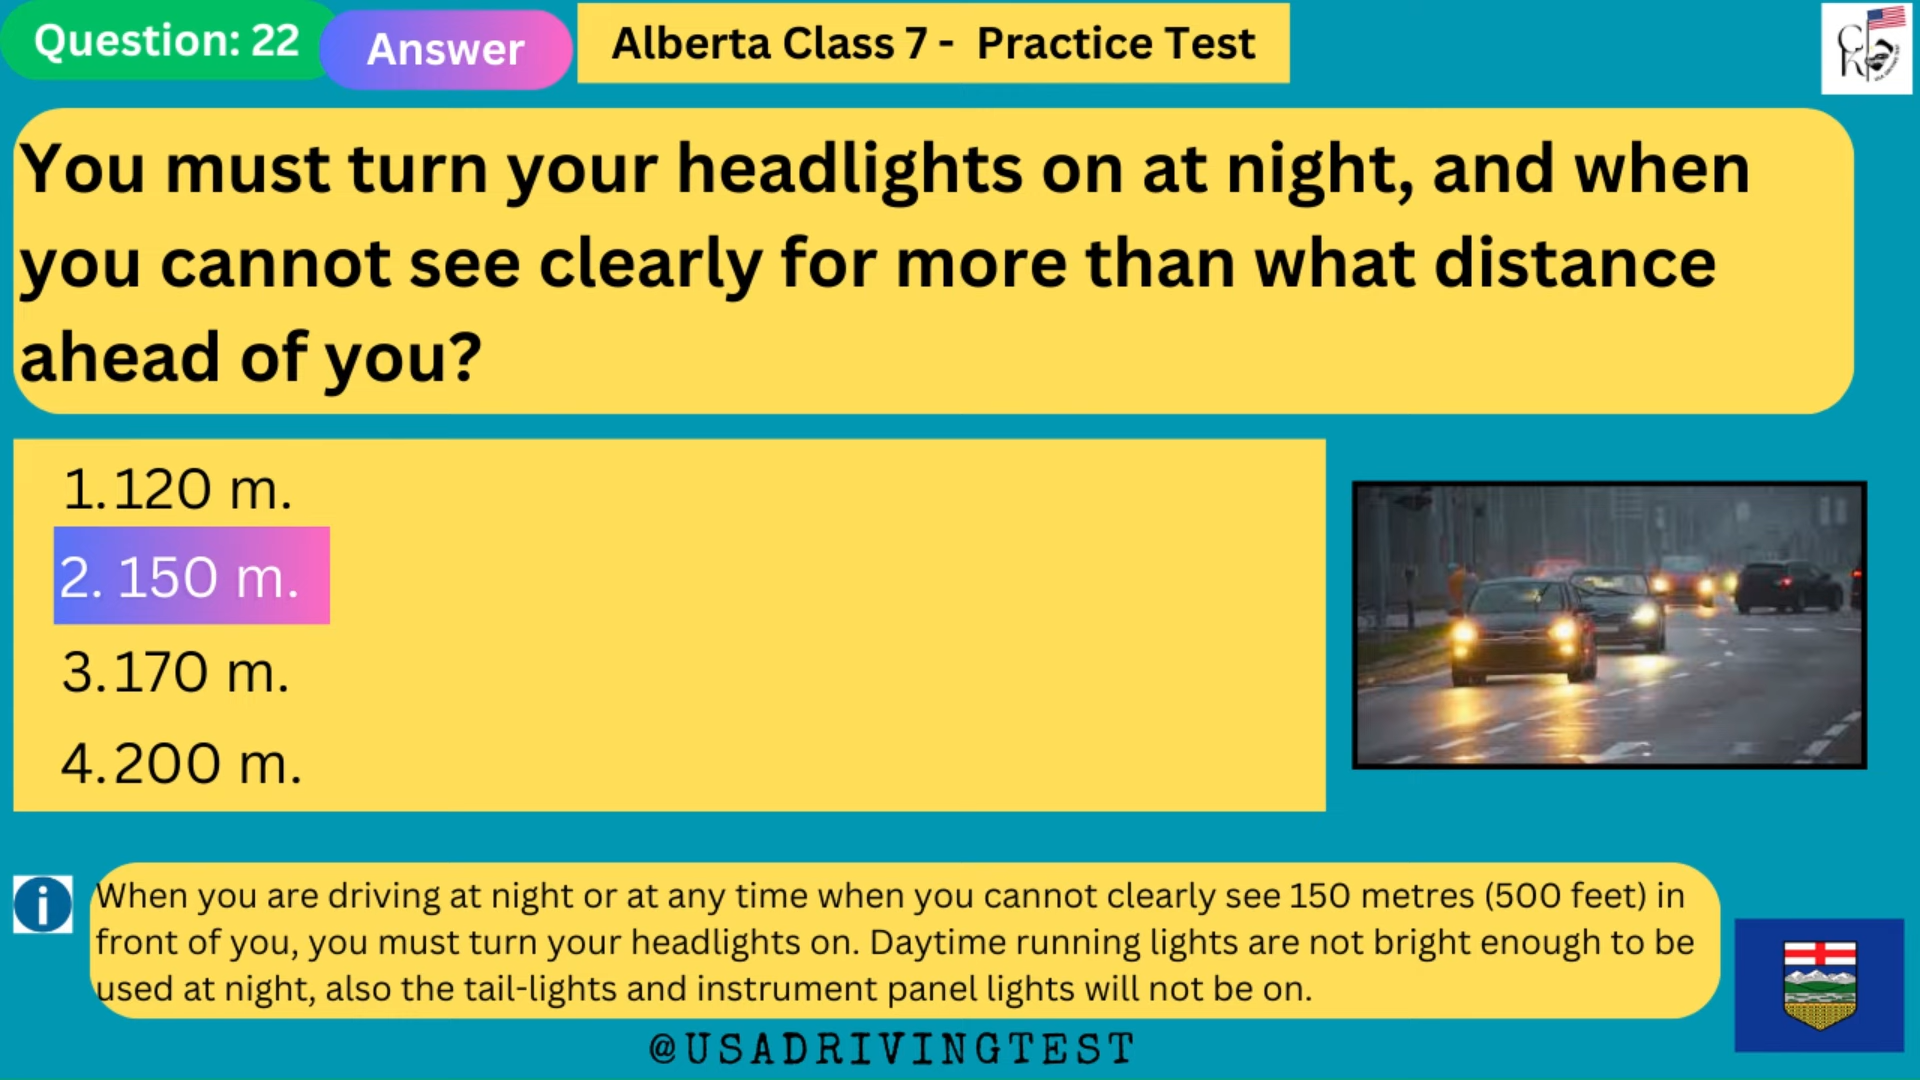 Question: 22
Answer
Alberta Class 7 - Practice Test
You must turn your headlights on at night, and when
you cannot see clearly for more than what distance
ahead of you?
1. 120 m.
2. 150 m.
3. 170 m.
4. 200 m.
When you are driving at night or at any time when you cannot clearly see 150 metres (500 feet) in
front of you, you must turn your headlights on. Daytime running lights are not bright enough to be
used at night, also the tail-lights and instrument panel lights will not be on.
@USADRIVINGTEST